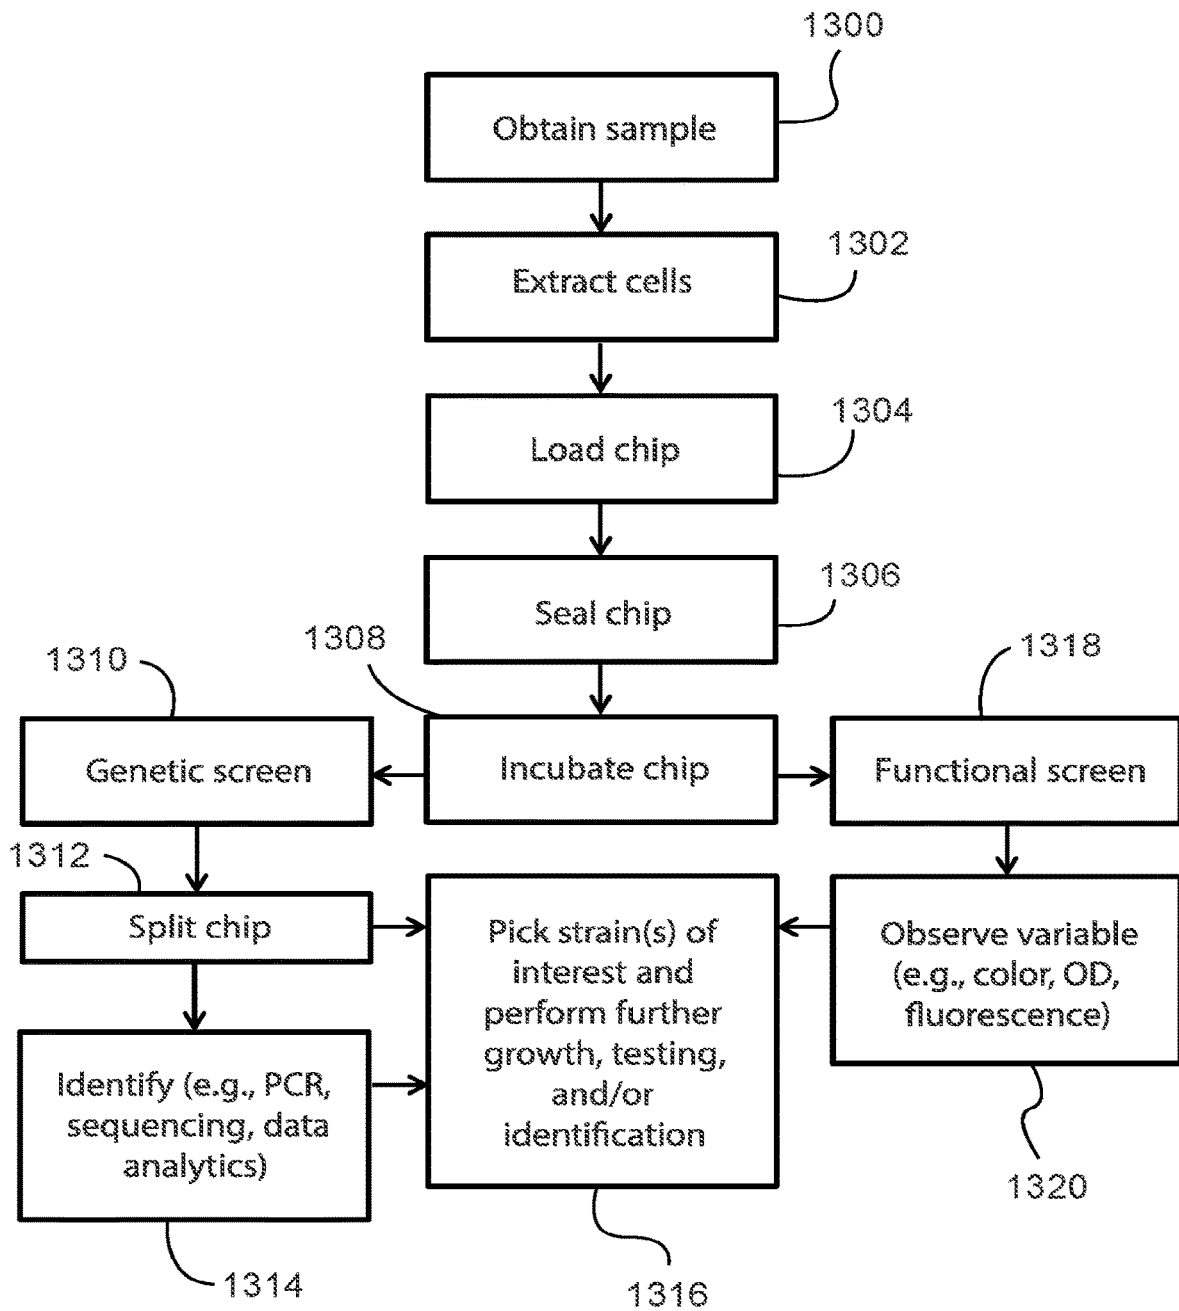 1300
Obtain sample
1302
Extract cells
1304
Load chip
1306
Seal chip
1308
1310
1318
Genetic screen
Incubate chip
Functional screen
1312
Split chip
Pick strain(s) of
interest and
perform further
growth, testing,
and/or
identification
Observe variable
(e.g., color, OD,
fluorescence)
Identify (e.g., PCR,
sequencing, data
analytics)
1320
1314
1316